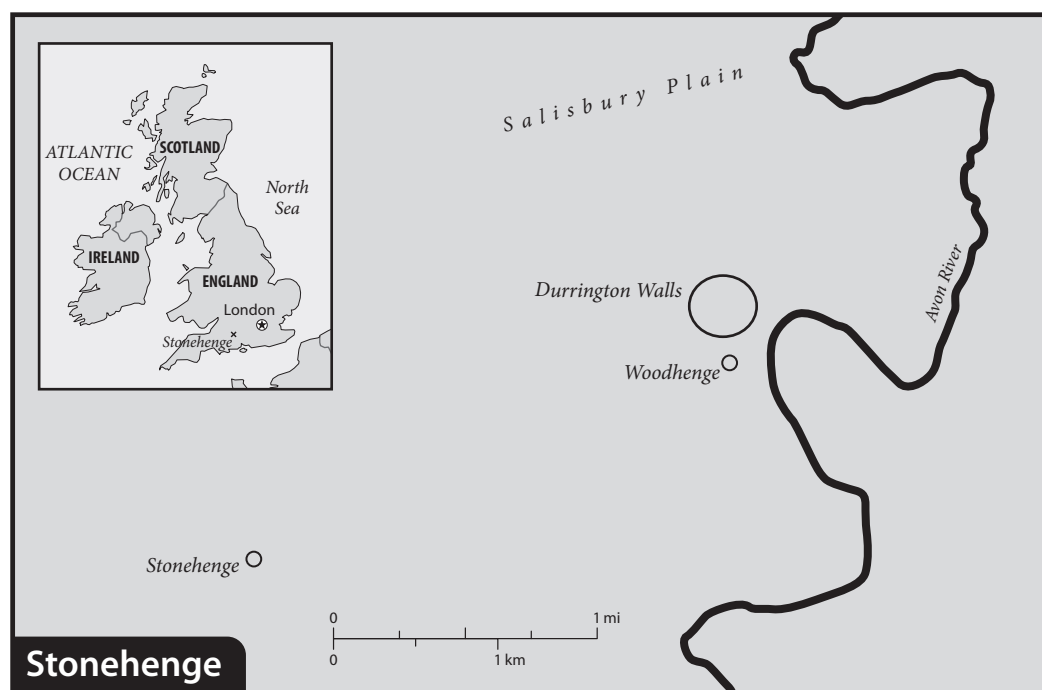 Salisbury Plain
ATLANTIC
OCEAN
SCOTLAND
North
Sea
IRELAND
ENGLAND
London
Stonehenge
Durrington Walls
Avon River
Woodhenge
Stonehenge
0
1 mi
0
1 km
Stonehenge